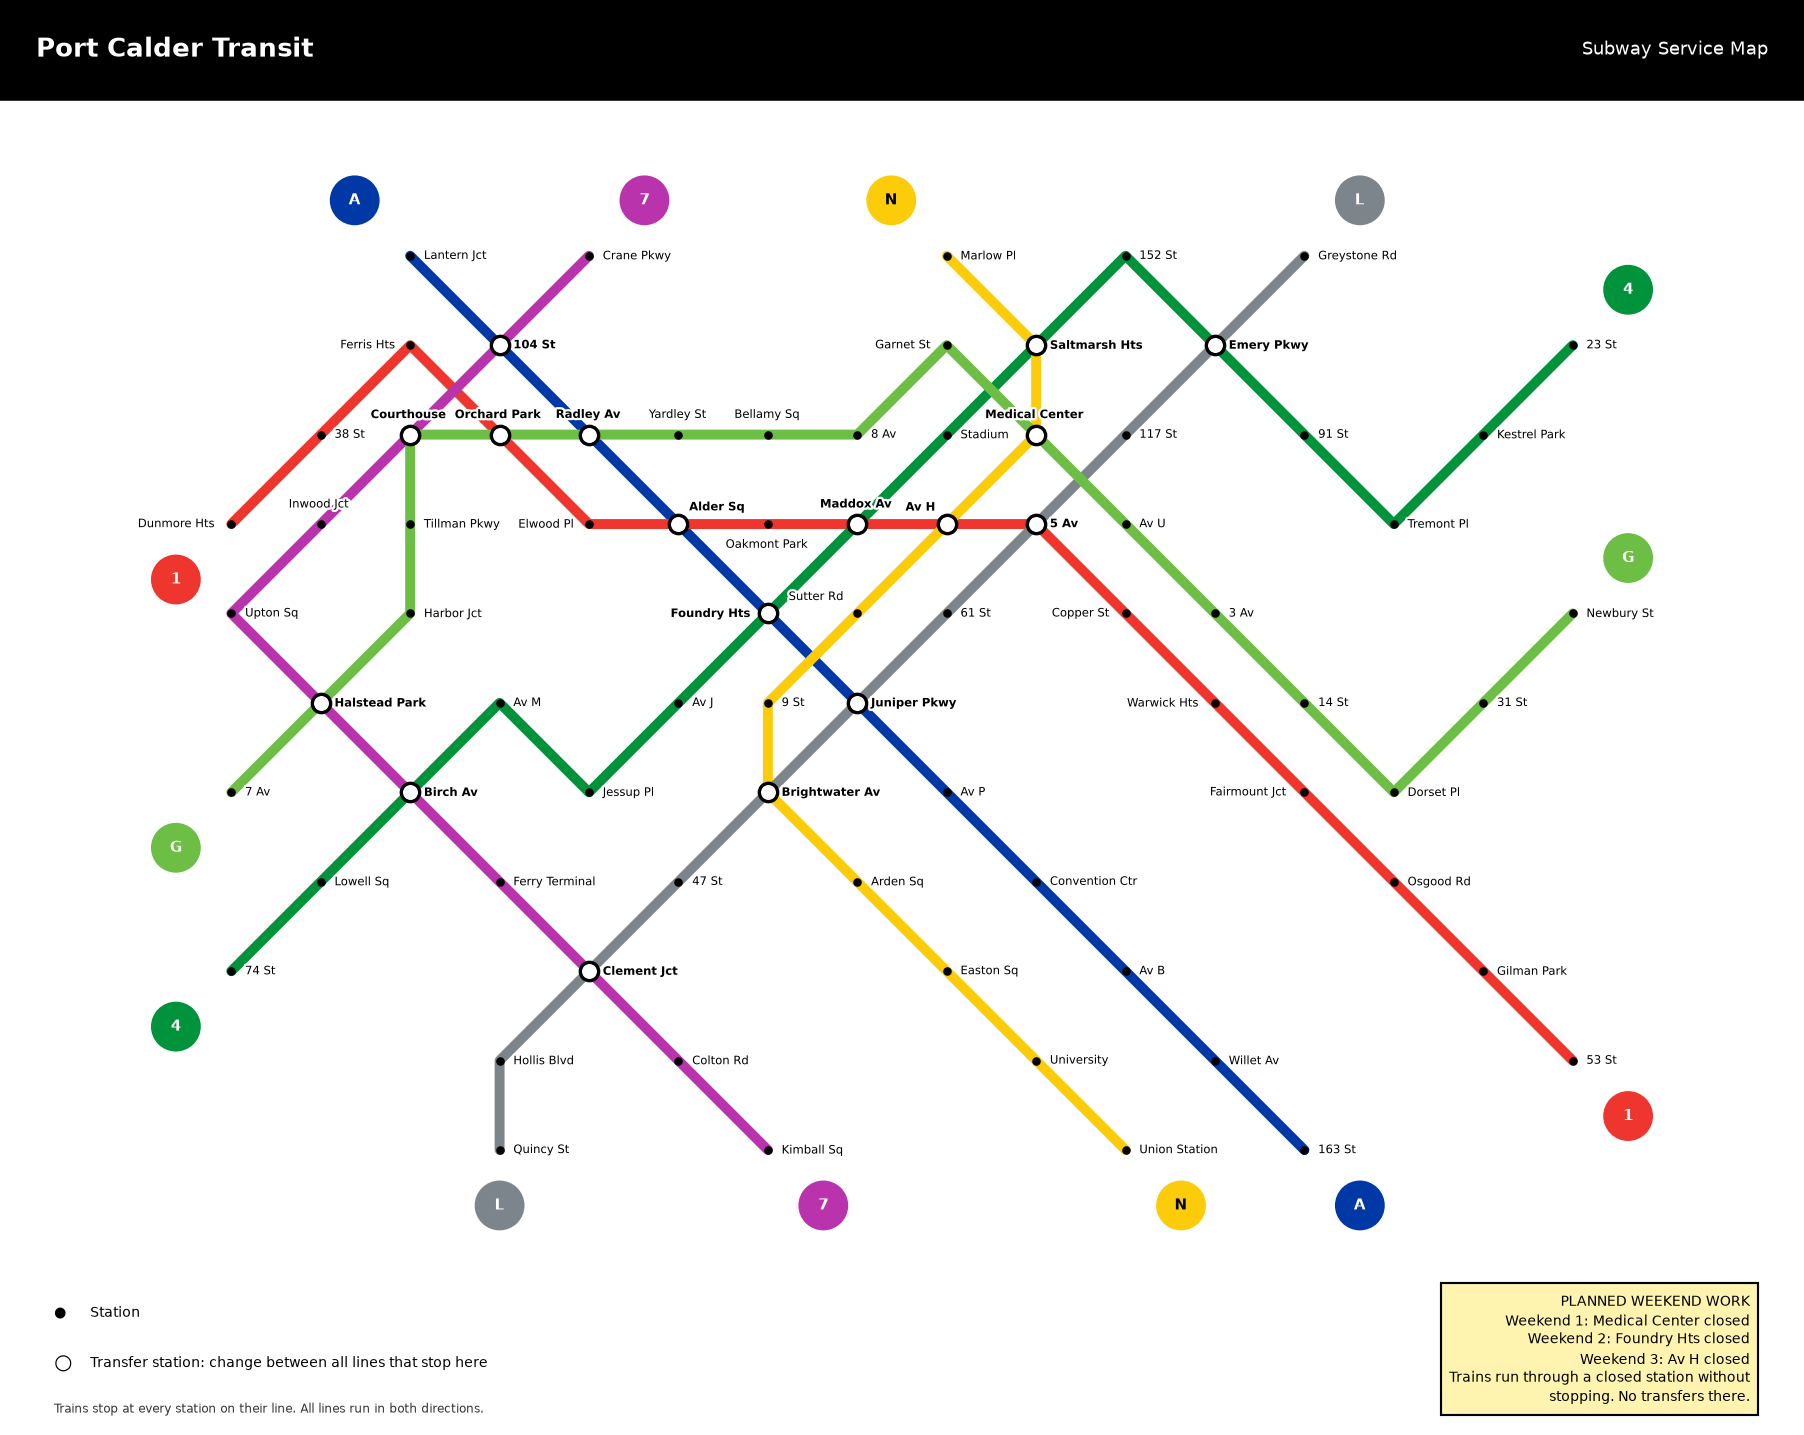 Port Calder Transit
Subway Service Map
A
7
N
L
Lantern Jct
Crane Pkwy
Marlow Pl
152 St
Greystone Rd
4
Ferris Hts
104 St
Garnet St
Saltmarsh Hts
Emery Pkwy
23 St
Courthouse
Orchard Park
Radley Av
Yardley St
Bellamy Sq
Medical Center
38 St
8 Av
Stadium
117 St
91 St
Kestrel Park
Inwood Jct
Alder Sq
Maddox Av
Av H
Dunmore Hts
Tillman Pkwy
Elwood Pl
Oakmont Park
5 Av
Av U
Tremont Pl
1
G
Upton Sq
Harbor Jct
Foundry Hts
Sutter Rd
61 St
Copper St
3 Av
Newbury St
Halstead Park
Av M
Av J
9 St
Juniper Pkwy
Warwick Hts
14 St
31 St
7 Av
Birch Av
Jessup Pl
Brightwater Av
Av P
Fairmount Jct
Dorset Pl
G
Lowell Sq
Ferry Terminal
47 St
Arden Sq
Convention Ctr
Osgood Rd
74 St
Clement Jct
Easton Sq
Av B
Gilman Park
4
Hollis Blvd
Colton Rd
University
Willet Av
53 St
1
Quincy St
Kimball Sq
Union Station
163 St
L
7
N
A
Station
Transfer station: change between all lines that stop here
Trains stop at every station on their line. All lines run in both directions.
PLANNED WEEKEND WORK
Weekend 1: Medical Center closed
Weekend 2: Foundry Hts closed
Weekend 3: Av H closed
Trains run through a closed station without
stopping. No transfers there.